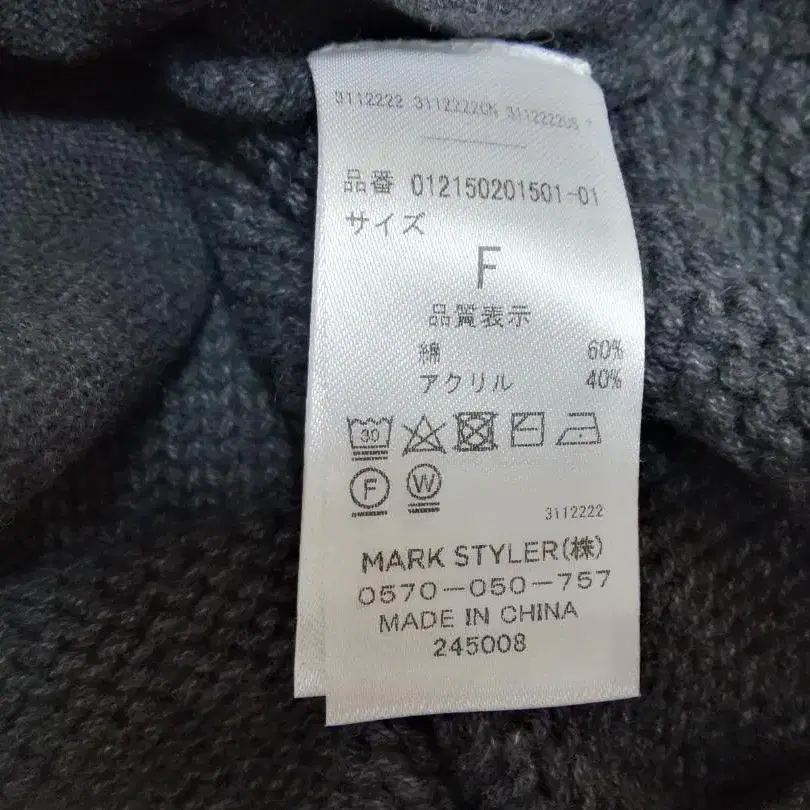 3112222 3112222CN 3112222US *
品番 012150201501-01
サイズ
F
品質表示
綿 60%
アクリル 40%
30
F W
3112222
MARK STYLER(株)
0570-050-757
MADE IN CHINA
245008